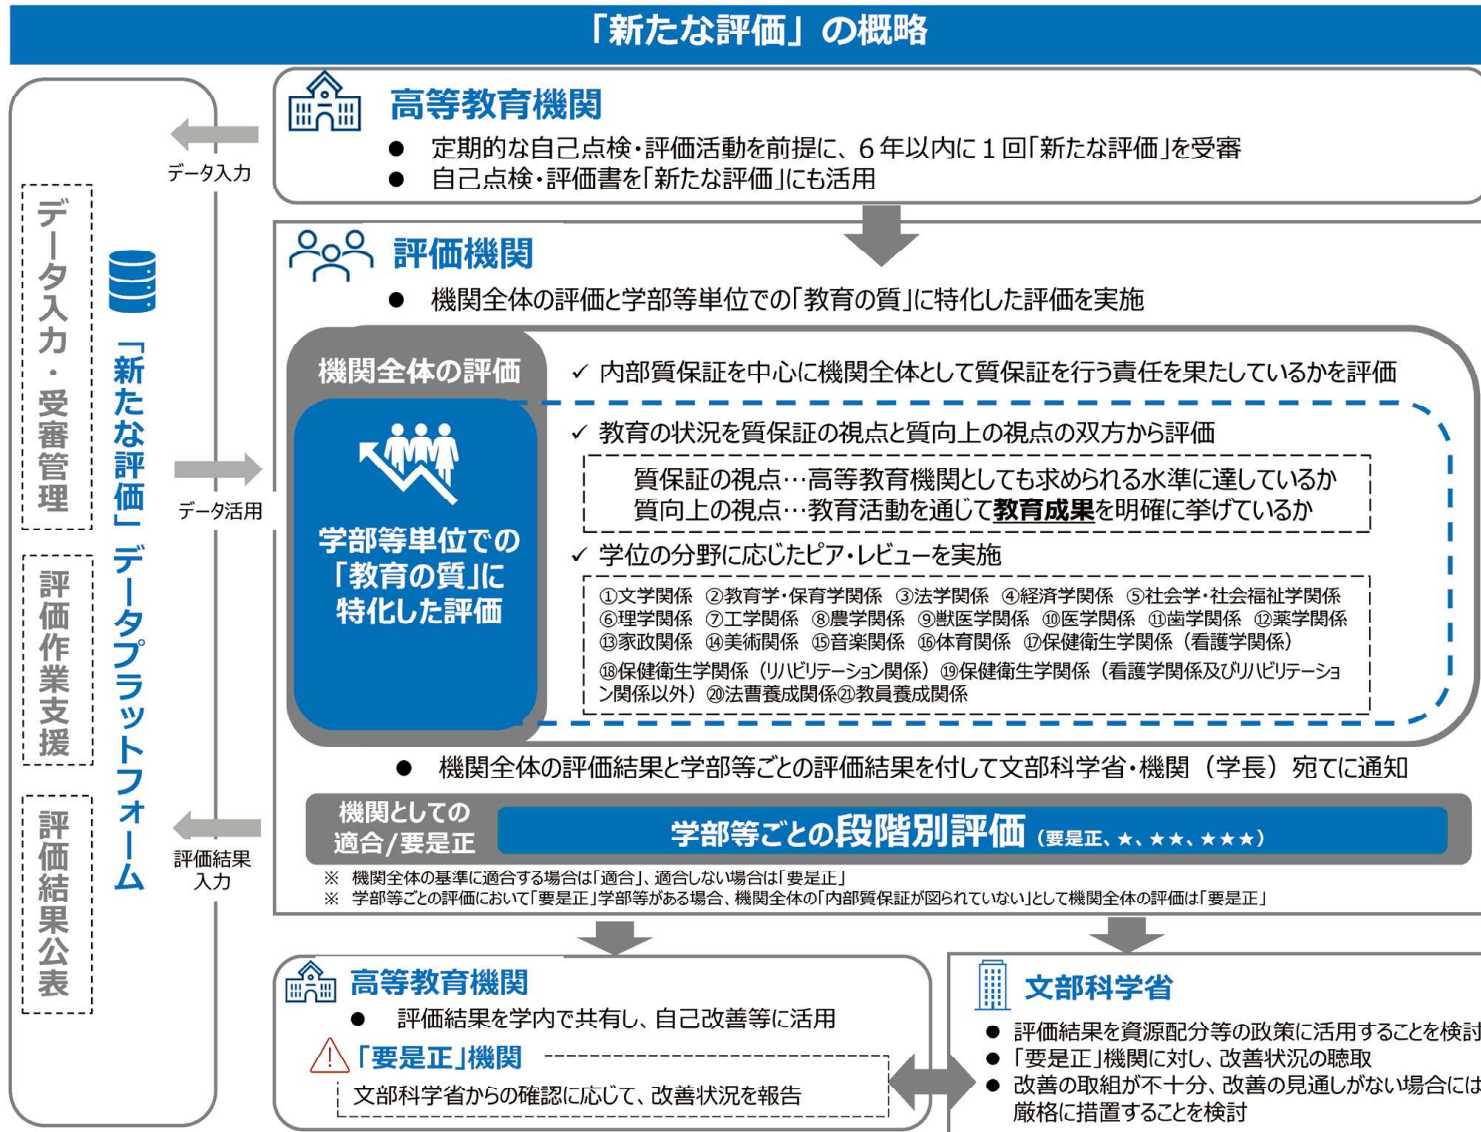 「新たな評価」の概略
高等教育機関
● 定期的な自己点検・評価活動を前提に、６年以内に１回「新たな評価」を受審
● 自己点検・評価書を「新たな評価」にも活用
データ入力
データ入力・受審管理
評価作業支援
評価結果公表
「新たな評価」データプラットフォーム
データ活用
評価結果
入力
評価機関
● 機関全体の評価と学部等単位での「教育の質」に特化した評価を実施
機関全体の評価
✓ 内部質保証を中心に機関全体として質保証を行う責任を果たしているかを評価
学部等単位での
「教育の質」に
特化した評価
✓ 教育の状況を質保証の視点と質向上の視点の双方から評価
質保証の視点…高等教育機関としても求められる水準に達しているか
質向上の視点…教育活動を通じて教育成果を明確に挙げているか
✓ 学位の分野に応じたピア・レビューを実施
①文学関係 ②教育学・保育学関係 ③法学関係 ④経済学関係 ⑤社会学・社会福祉学関係
⑥理学関係 ⑦工学関係 ⑧農学関係 ⑨獣医学関係 ⑩医学関係 ⑪歯学関係 ⑫薬学関係
⑬家政関係 ⑭美術関係 ⑮音楽関係 ⑯体育関係 ⑰保健衛生学関係（看護学関係）
⑱保健衛生学関係（リハビリテーション関係）⑲保健衛生学関係（看護学関係及びリハビリテーショ
ン関係以外）⑳法曹養成関係㉑教員養成関係
● 機関全体の評価結果と学部等ごとの評価結果を付して文部科学省・機関（学長）宛てに通知
機関としての
適合/要是正
学部等ごとの段階別評価（要是正、★、★★、★★★）
※ 機関全体の基準に適合する場合は「適合」、適合しない場合は「要是正」
※ 学部等ごとの評価において「要是正」学部等がある場合、機関全体の「内部質保証が図られていない」として機関全体の評価は「要是正」
高等教育機関
● 評価結果を学内で共有し、自己改善等に活用
「要是正」機関
文部科学省からの確認に応じて、改善状況を報告
文部科学省
● 評価結果を資源配分等の政策に活用することを検討
● 「要是正」機関に対し、改善状況の聴取
● 改善の取組が不十分、改善の見通しがない場合には
厳格に措置することを検討